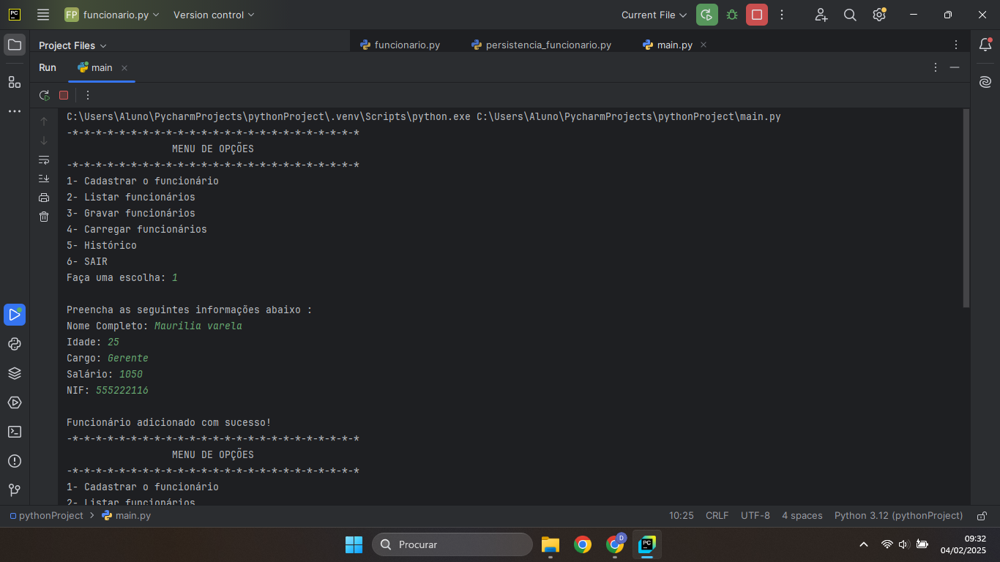 PC
FP funcionario.py Version control Current File
Project Files funcionario.py persistencia_funcionario.py main.py
Run main
C:\Users\Aluno\PycharmProjects\pythonProject\.venv\Scripts\python.exe C:\Users\Aluno\PycharmProjects\pythonProject\main.py
-*-*-*-*-*-*-*-*-*-*-*-*-*-*-*-*-*-*-*-*-*-*-*-*-*
MENU DE OPÇÕES
-*-*-*-*-*-*-*-*-*-*-*-*-*-*-*-*-*-*-*-*-*-*-*-*-*
1- Cadastrar o funcionário
2- Listar funcionários
3- Gravar funcionários
4- Carregar funcionários
5- Histórico
6- SAIR
Faça uma escolha: 1
Preencha as seguintes informações abaixo :
Nome Completo: Maurilia varela
Idade: 25
Cargo: Gerente
Salário: 1050
NIF: 555222116
Funcionário adicionado com sucesso!
-*-*-*-*-*-*-*-*-*-*-*-*-*-*-*-*-*-*-*-*-*-*-*-*-*
MENU DE OPÇÕES
-*-*-*-*-*-*-*-*-*-*-*-*-*-*-*-*-*-*-*-*-*-*-*-*-*
1- Cadastrar o funcionário
2- Listar funcionários
pythonProject main.py 10:25 CRLF UTF-8 4 spaces Python 3.12 (pythonProject)
Procurar D PC 09:32
04/02/2025